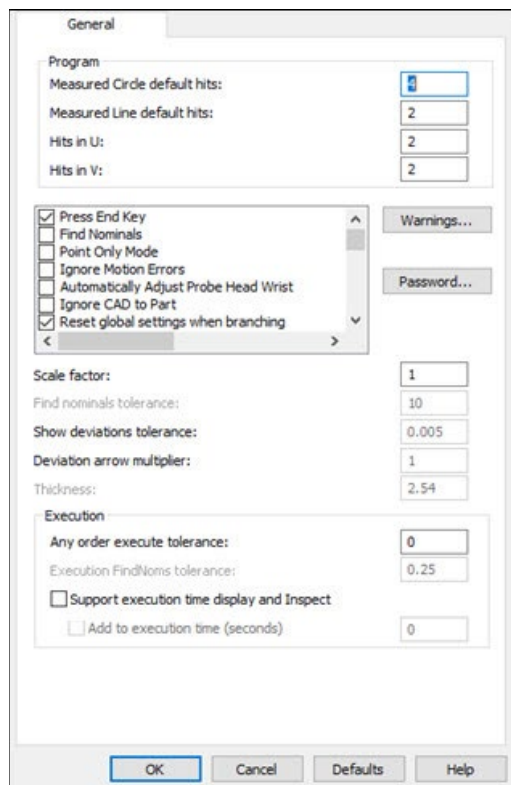 General
Program
Measured Circle default hits: 4
Measured Line default hits: 2
Hits in U: 2
Hits in V: 2
Press End Key
Find Nominals
Point Only Mode
Ignore Motion Errors
Automatically Adjust Probe Head Wrist
Ignore CAD to Part
Reset global settings when branching
Warnings...
Password...
Scale factor: 1
Find nominals tolerance: 10
Show deviations tolerance: 0.005
Deviation arrow multiplier: 1
Thickness: 2.54
Execution
Any order execute tolerance: 0
Execution FindNoms tolerance: 0.25
Support execution time display and Inspect
Add to execution time (seconds) 0
OK Cancel Defaults Help